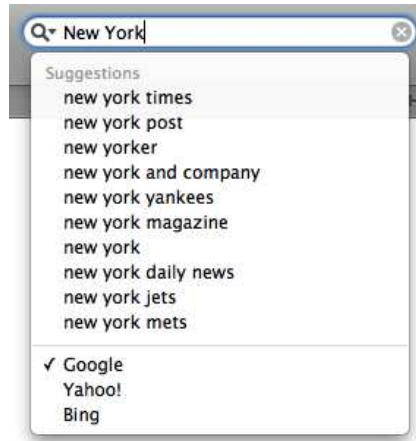 New York
Suggestions
new york times
new york post
new yorker
new york and company
new york yankees
new york magazine
new york
new york daily news
new york jets
new york mets
✓ Google
Yahoo!
Bing